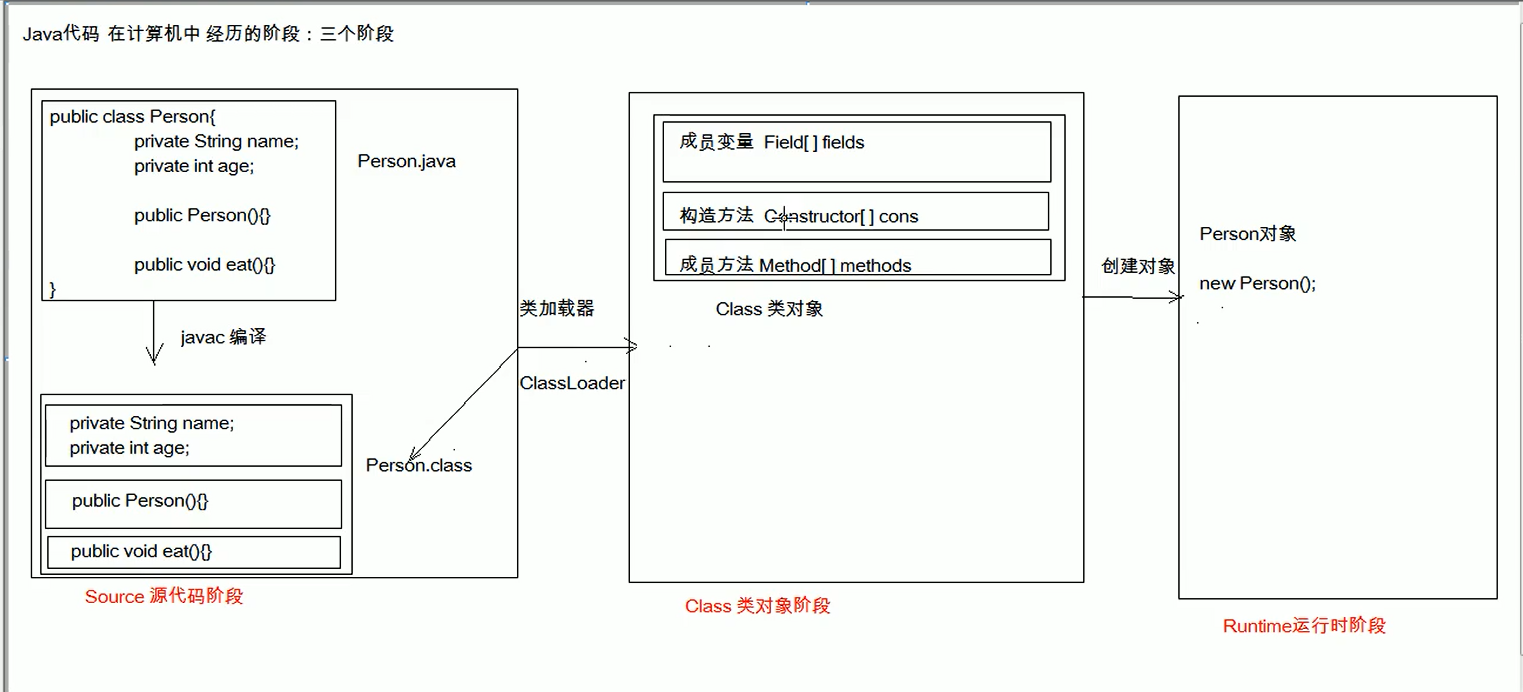 Java代码 在计算机中 经历的阶段：三个阶段
public class Person{
private String name;
private int age;
public Person(){}
public void eat(){}
}
Person.java
javac 编译
private String name;
private int age;
public Person(){}
public void eat(){}
Person.class
Source 源代码阶段
类加载器
ClassLoader
成员变量 Field[ ] fields
构造方法 Constructor[ ] cons
成员方法 Method[ ] methods
Class 类对象
Class 类对象阶段
创建对象
Person对象
new Person();
Runtime运行时阶段